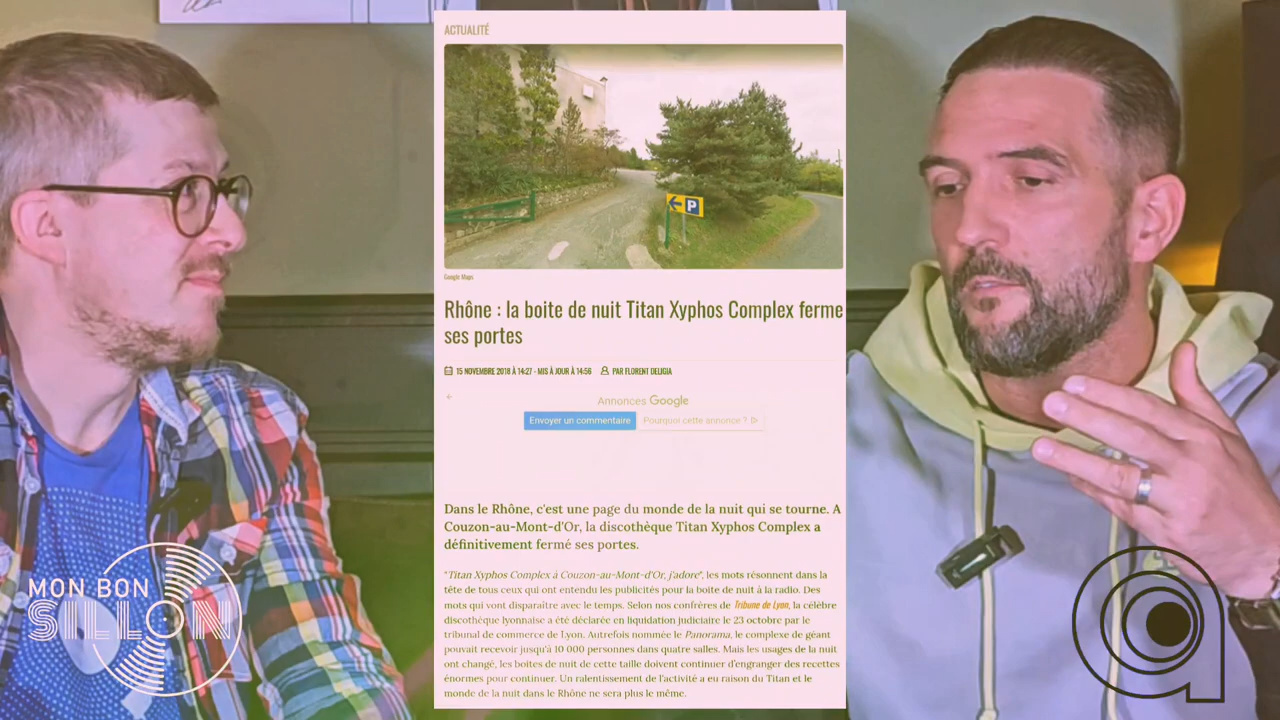 ACTUALITÉ
P
Google Maps
Rhône : la boite de nuit Titan Xyphos Complex ferme
ses portes
15 NOVEMBRE 2018 À 14:27 - MIS À JOUR À 14:56 PAR FLORENT DELIGIA
Annonces Google
Envoyer un commentaire Pourquoi cette annonce ?
Dans le Rhône, c'est une page du monde de la nuit qui se tourne. A
Couzon-au-Mont-d'Or, la discothèque Titan Xyphos Complex a
définitivement fermé ses portes.
"Titan Xyphos Complex à Couzon-au-Mont-d'Or, j'adore", les mots résonnent dans la
tête de tous ceux qui ont entendu les publicités pour la boite de nuit à la radio. Des
mots qui vont disparaître avec le temps. Selon nos confrères de Tribune de Lyon, la célèbre
discothèque lyonnaise a été déclarée en liquidation judiciaire le 23 octobre par le
tribunal de commerce de Lyon. Autrefois nommée le Panorama, le complexe de géant
pouvait recevoir jusqu'à 10 000 personnes dans quatre salles. Mais les usages de la nuit
ont changé, les boites de nuit de cette taille doivent continuer d'engranger des recettes
énormes pour continuer. Un ralentissement de l'activité a eu raison du Titan et le
monde de la nuit dans le Rhône ne sera plus le même.
MON BON
SILLON